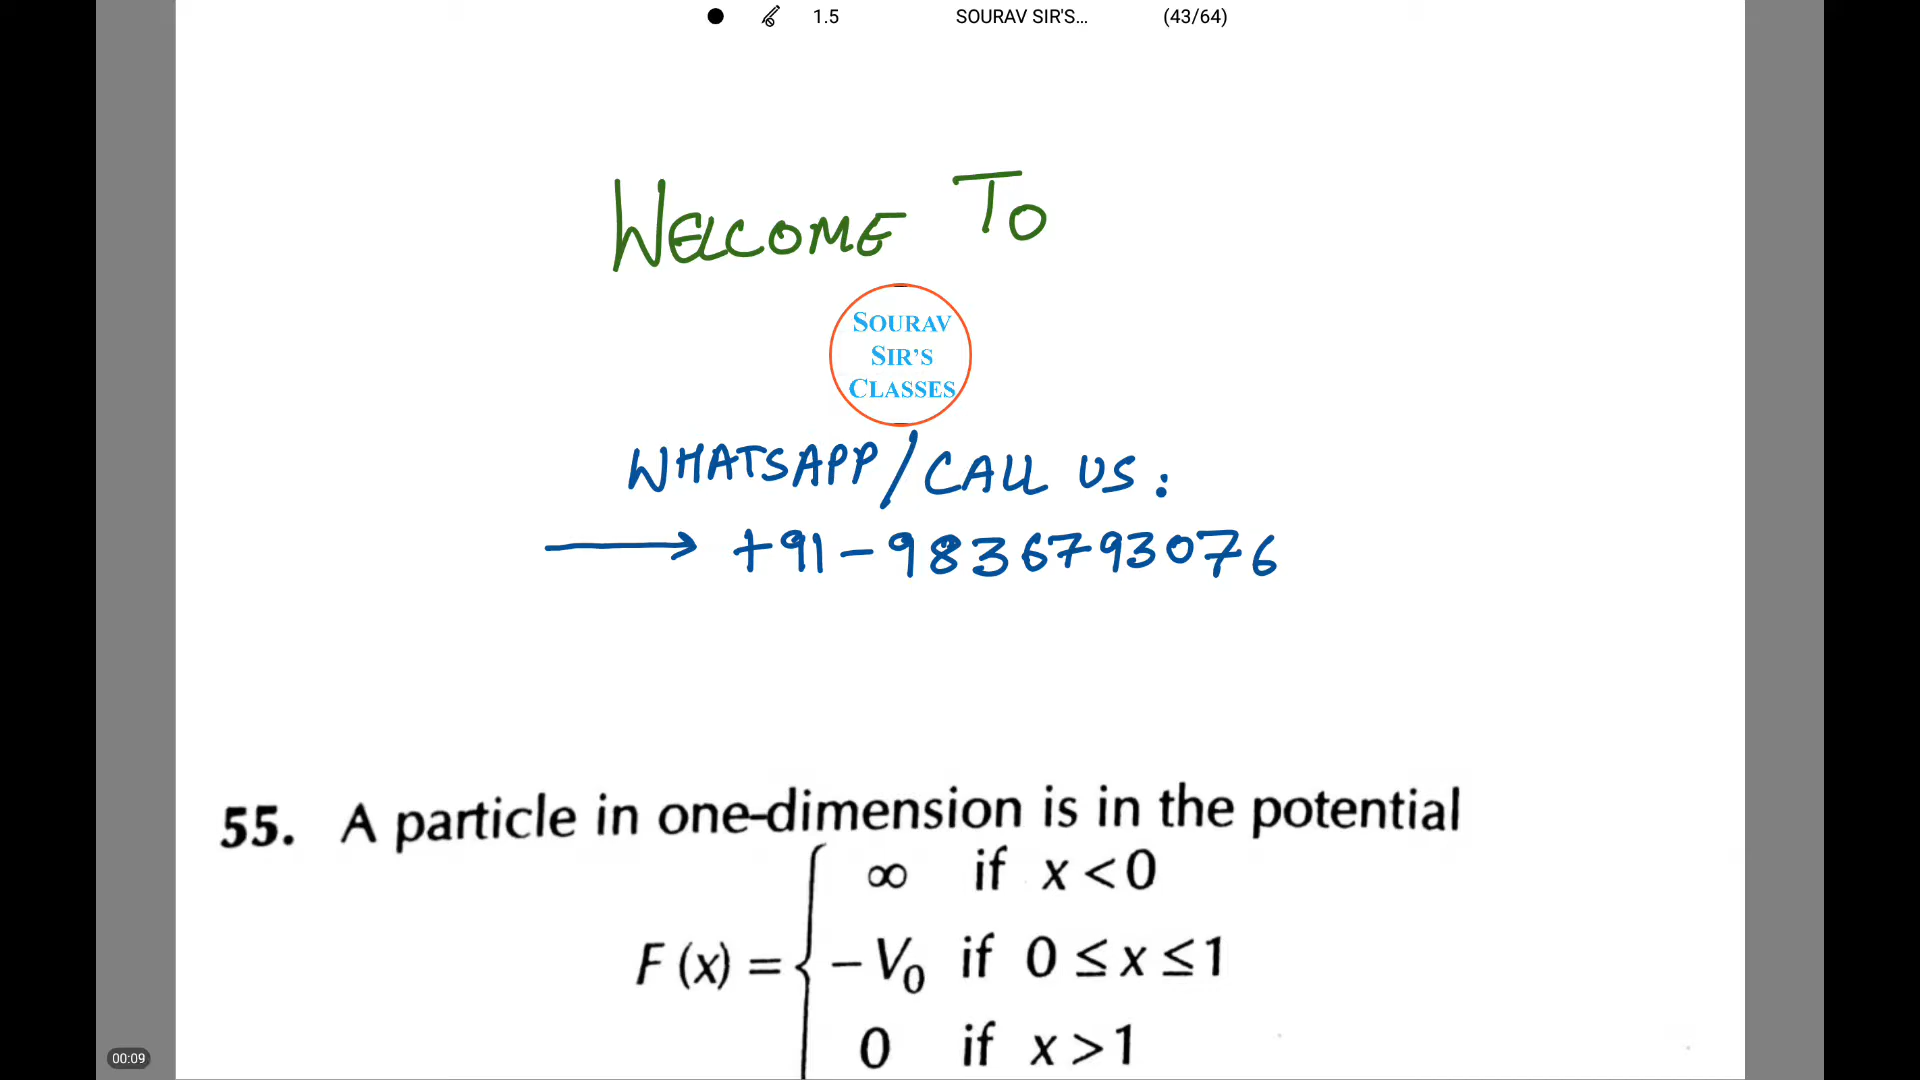 1.5 SOURAV SIR'S... (43/64)
WELCOME TO
SOURAV
SIR'S
CLASSES
WHATSAPP/CALL US:
→ +91-9836793076
55. A particle in one-dimension is in the potential
∞ if x < 0
F (x) = { − V₀ if 0 ≤ x ≤ 1
0 if x > 1
00:09